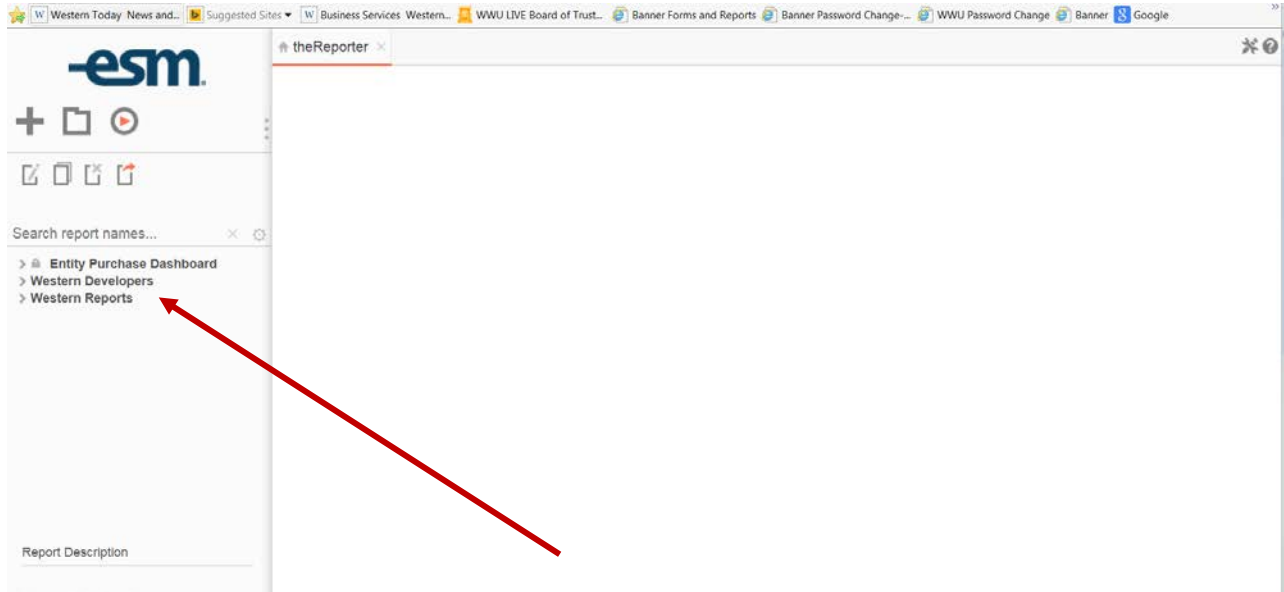 W Western Today News and... b Suggested Sites W Business Services Western... WWU LIVE Board of Trust... Banner Forms and Reports Banner Password Change-... WWU Password Change Banner 8 Google »
esm.
theReporter ×
Search report names... ×
> Entity Purchase Dashboard
> Western Developers
> Western Reports
Report Description